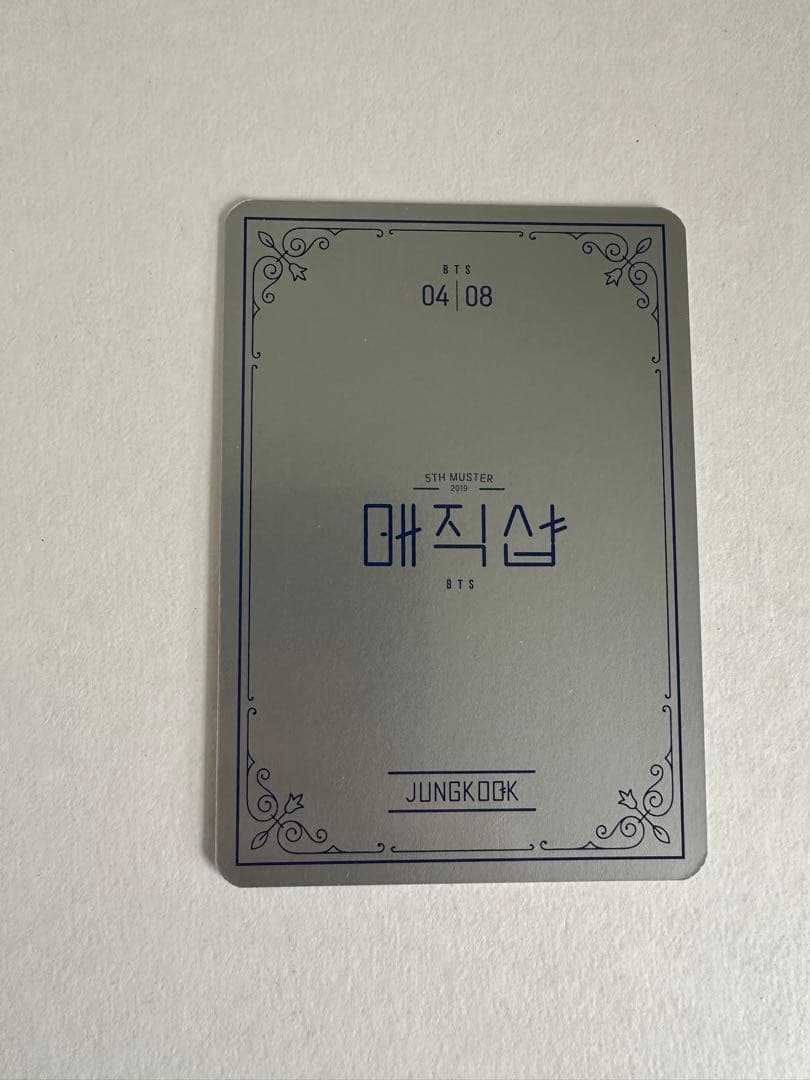 BTS
04|08
5TH MUSTER
2019
매직샵
BTS
JUNGKOOK